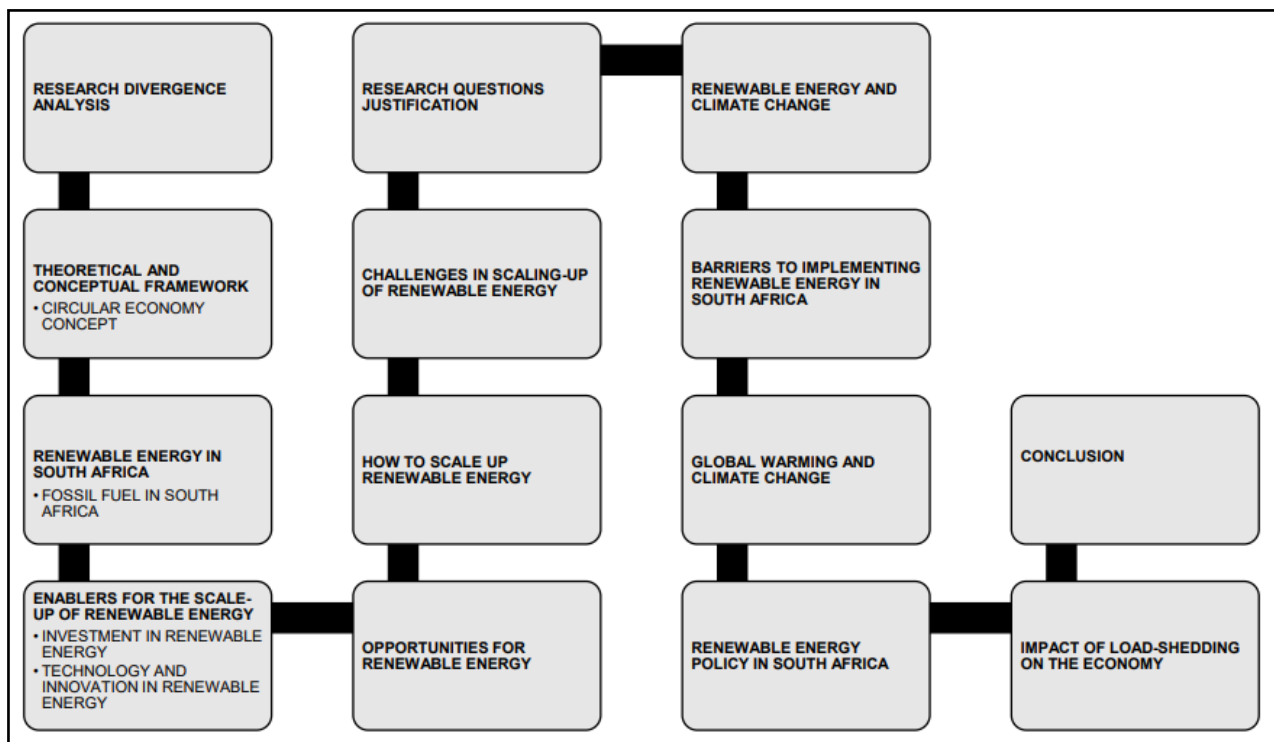 RESEARCH DIVERGENCE
ANALYSIS
THEORETICAL AND
CONCEPTUAL FRAMEWORK
• CIRCULAR ECONOMY
CONCEPT
RENEWABLE ENERGY IN
SOUTH AFRICA
• FOSSIL FUEL IN SOUTH
AFRICA
ENABLERS FOR THE SCALE-
UP OF RENEWABLE ENERGY
• INVESTMENT IN RENEWABLE
ENERGY
• TECHNOLOGY AND
INNOVATION IN RENEWABLE
ENERGY
OPPORTUNITIES FOR
RENEWABLE ENERGY
HOW TO SCALE UP
RENEWABLE ENERGY
CHALLENGES IN SCALING-UP
OF RENEWABLE ENERGY
RESEARCH QUESTIONS
JUSTIFICATION
RENEWABLE ENERGY AND
CLIMATE CHANGE
BARRIERS TO IMPLEMENTING
RENEWABLE ENERGY IN
SOUTH AFRICA
GLOBAL WARMING AND
CLIMATE CHANGE
RENEWABLE ENERGY
POLICY IN SOUTH AFRICA
IMPACT OF LOAD-SHEDDING
ON THE ECONOMY
CONCLUSION